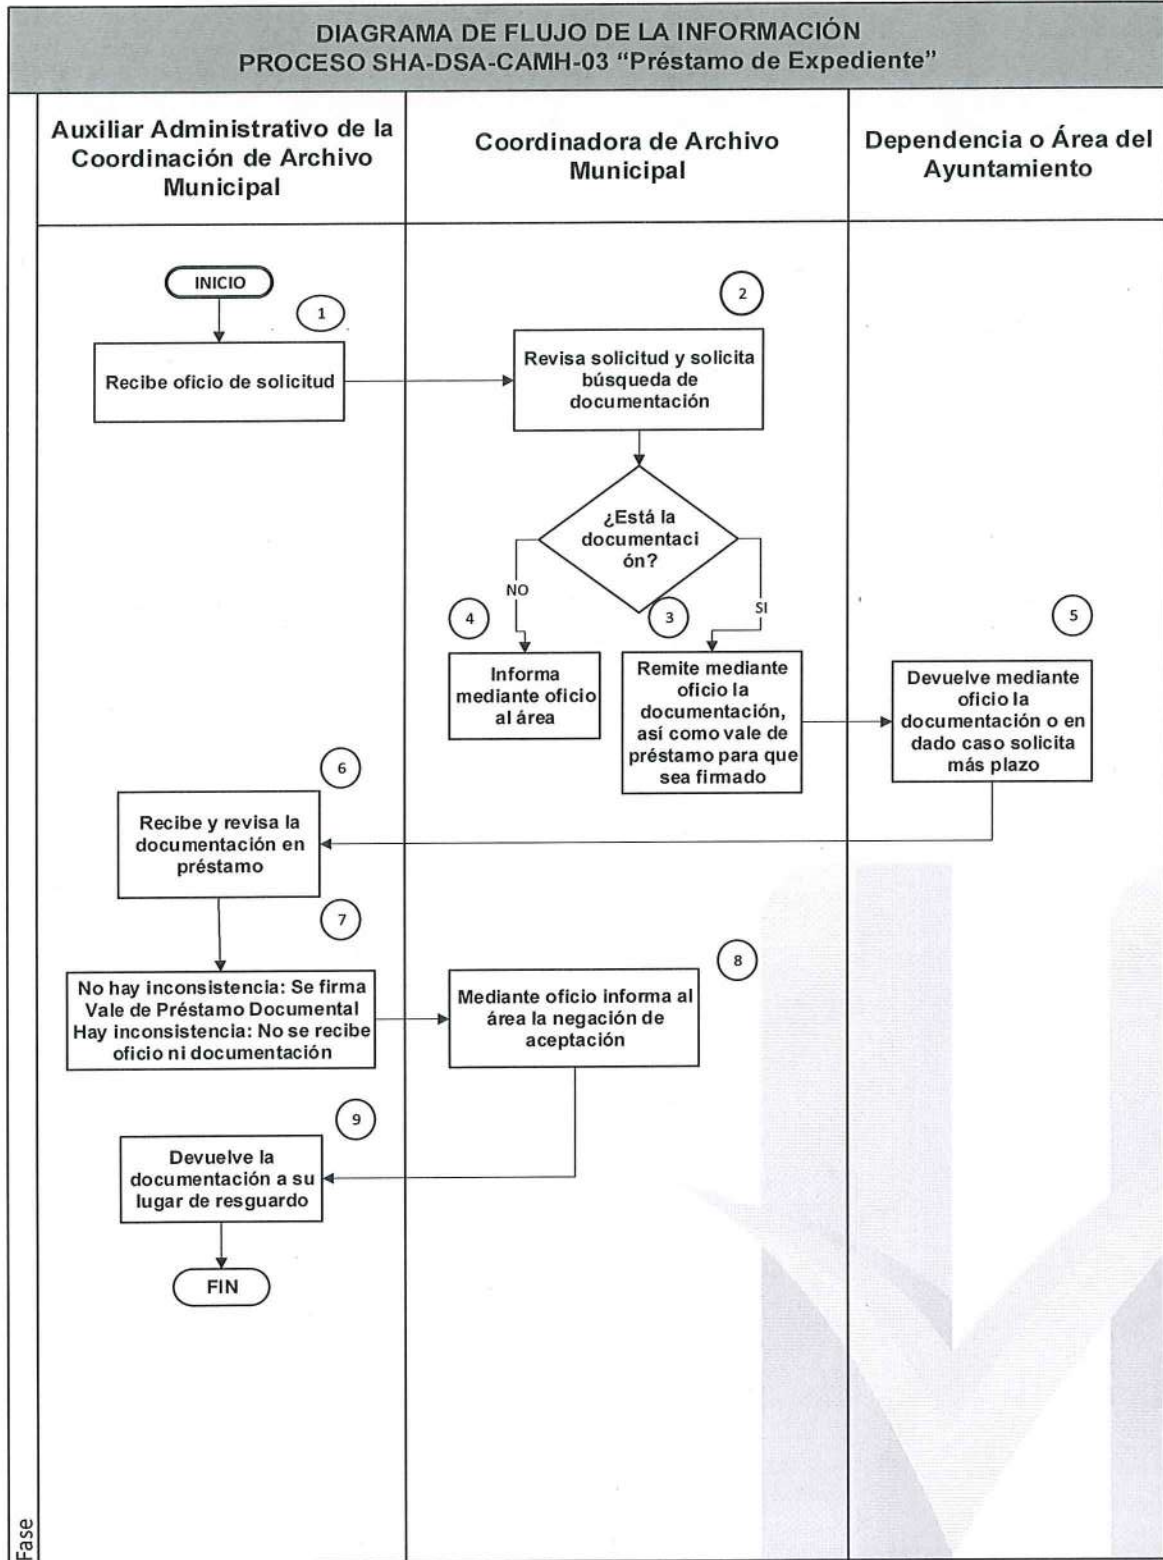 DIAGRAMA DE FLUJO DE LA INFORMACIÓN
PROCESO SHA-DSA-CAMH-03 “Préstamo de Expediente”
Auxiliar Administrativo de la
Coordinación de Archivo
Municipal
Coordinadora de Archivo
Municipal
Dependencia o Área del
Ayuntamiento
INICIO
1
Recibe oficio de solicitud
2
Revisa solicitud y solicita
búsqueda de
documentación
¿Está la
documentaci
ón?
NO
SI
4
Informa
mediante oficio
al área
3
Remite mediante
oficio la
documentación,
así como vale de
préstamo para que
sea firmado
5
Devuelve mediante
oficio la
documentación o en
dado caso solicita
más plazo
6
Recibe y revisa la
documentación en
préstamo
7
No hay inconsistencia: Se firma
Vale de Préstamo Documental
Hay inconsistencia: No se recibe
oficio ni documentación
8
Mediante oficio informa al
área la negación de
aceptación
9
Devuelve la
documentación a su
lugar de resguardo
FIN
Fase